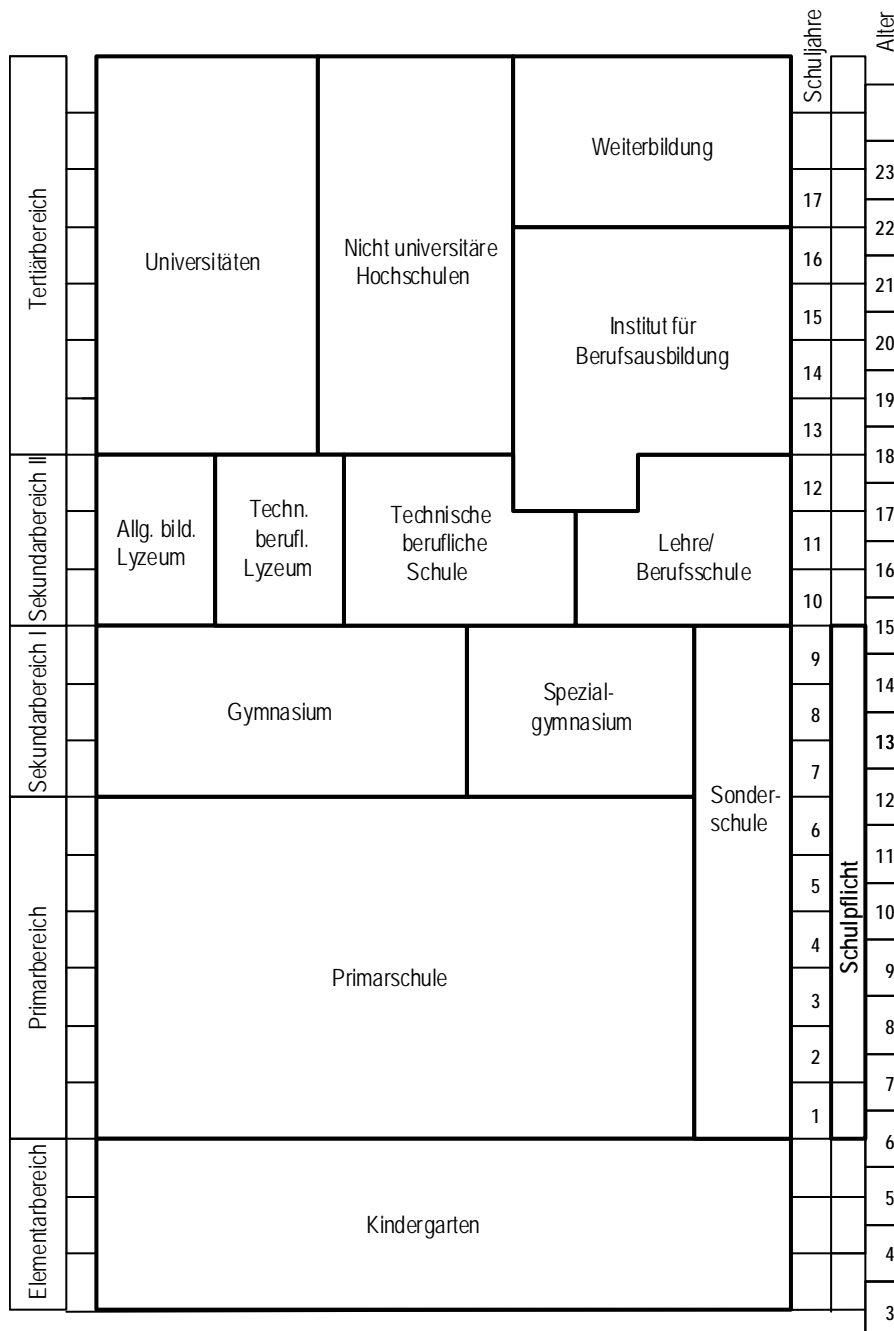 Schuljahre
Alter
Tertiärbereich
Universitäten
Nicht universitäre
Hochschulen
Weiterbildung
Institut für
Berufsausbildung
17
16
15
14
13
23
22
21
20
19
18
Sekundarbereich II
Allg. bild.
Lyzeum
Techn.
berufl.
Lyzeum
Technische
berufliche
Schule
Lehre/
Berufsschule
12
11
10
17
16
15
Sekundarbereich I
Gymnasium
Spezial-
gymnasium
Sonder-
schule
9
8
7
14
13
12
Primarbereich
Primarschule
6
5
4
3
2
1
Schulpflicht
11
10
9
8
7
6
Elementarbereich
Kindergarten
5
4
3